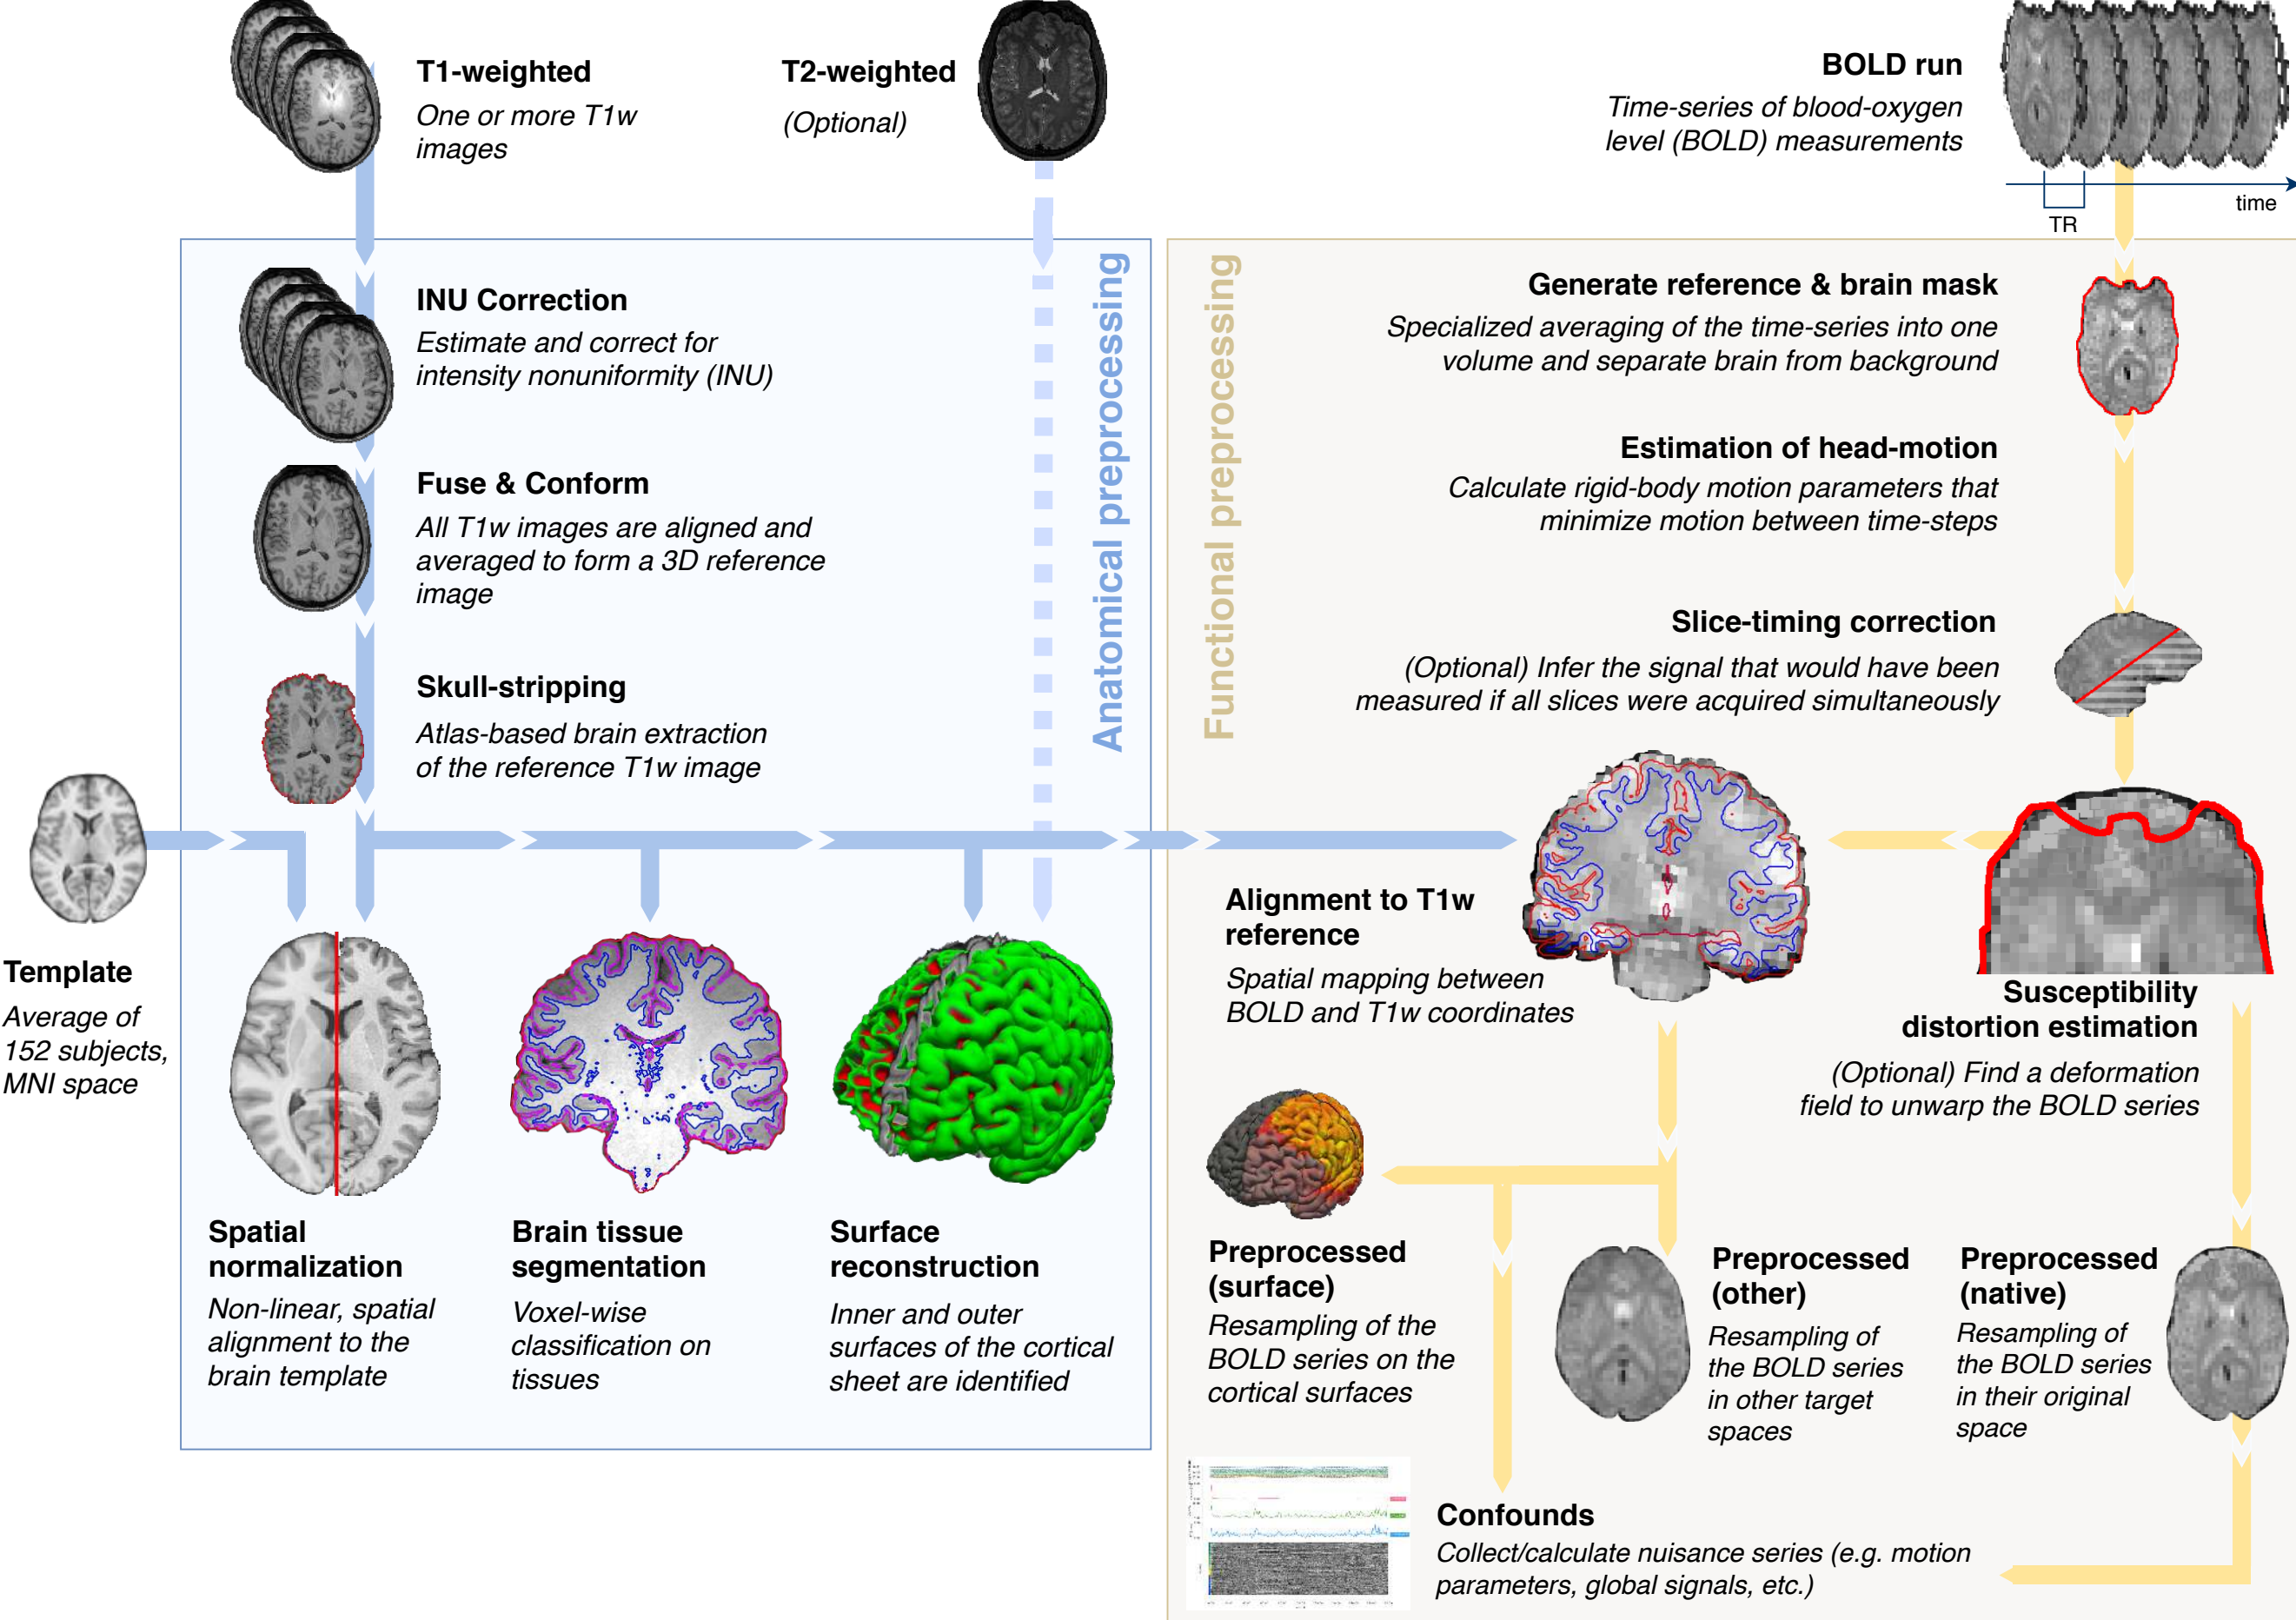 T1-weighted
One or more T1w
images
T2-weighted
(Optional)
BOLD run
Time-series of blood-oxygen
level (BOLD) measurements
time
TR
Anatomical preprocessing
INU Correction
Estimate and correct for
intensity nonuniformity (INU)
Fuse & Conform
All T1w images are aligned and
averaged to form a 3D reference
image
Skull-stripping
Atlas-based brain extraction
of the reference T1w image
Template
Average of
152 subjects,
MNI space
Spatial
normalization
Non-linear, spatial
alignment to the
brain template
Brain tissue
segmentation
Voxel-wise
classification on
tissues
Surface
reconstruction
Inner and outer
surfaces of the cortical
sheet are identified
Functional preprocessing
Generate reference & brain mask
Specialized averaging of the time-series into one
volume and separate brain from background
Estimation of head-motion
Calculate rigid-body motion parameters that
minimize motion between time-steps
Slice-timing correction
(Optional) Infer the signal that would have been
measured if all slices were acquired simultaneously
Alignment to T1w
reference
Spatial mapping between
BOLD and T1w coordinates
Susceptibility
distortion estimation
(Optional) Find a deformation
field to unwarp the BOLD series
Preprocessed
(surface)
Resampling of the
BOLD series on the
cortical surfaces
Preprocessed
(other)
Resampling of
the BOLD series
in other target
spaces
Preprocessed
(native)
Resampling of
the BOLD series
in their original
space
Confounds
Collect/calculate nuisance series (e.g. motion
parameters, global signals, etc.)